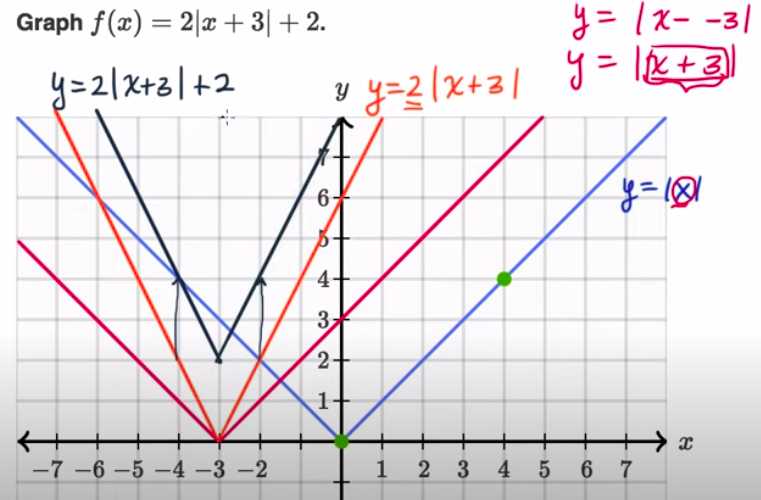 Graph f(x) = 2|x + 3| + 2.
y = |x - -3|
y = |x + 3|
y=2|x+3|+2
y
y=2|x+3|
y=|x|
7
6
5
4
3
2
1
-7 -6 -5 -4 -3 -2 1 2 3 4 5 6 7 x